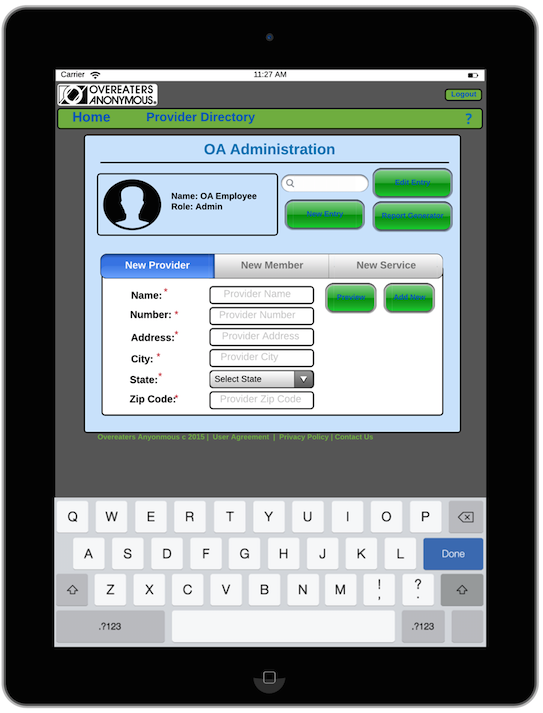 Carrier 11:27 AM
OVEREATERS
ANONYMOUS®
Logout
Home Provider Directory ?
OA Administration
Name: OA Employee
Role: Admin
Edit Entry
New Entry
Report Generator
New Provider New Member New Service
Name: * Provider Name
Preview Add New
Number: * Provider Number
Address:* Provider Address
City: * Provider City
State:* Select State
Zip Code:* Provider Zip Code
Overeaters Anyonmous c 2015 | User Agreement | Privacy Policy | Contact Us
Q W E R T Y U I O P
A S D F G H J K L Done
Z X C V B N M ! , ? .
.?123 .?123